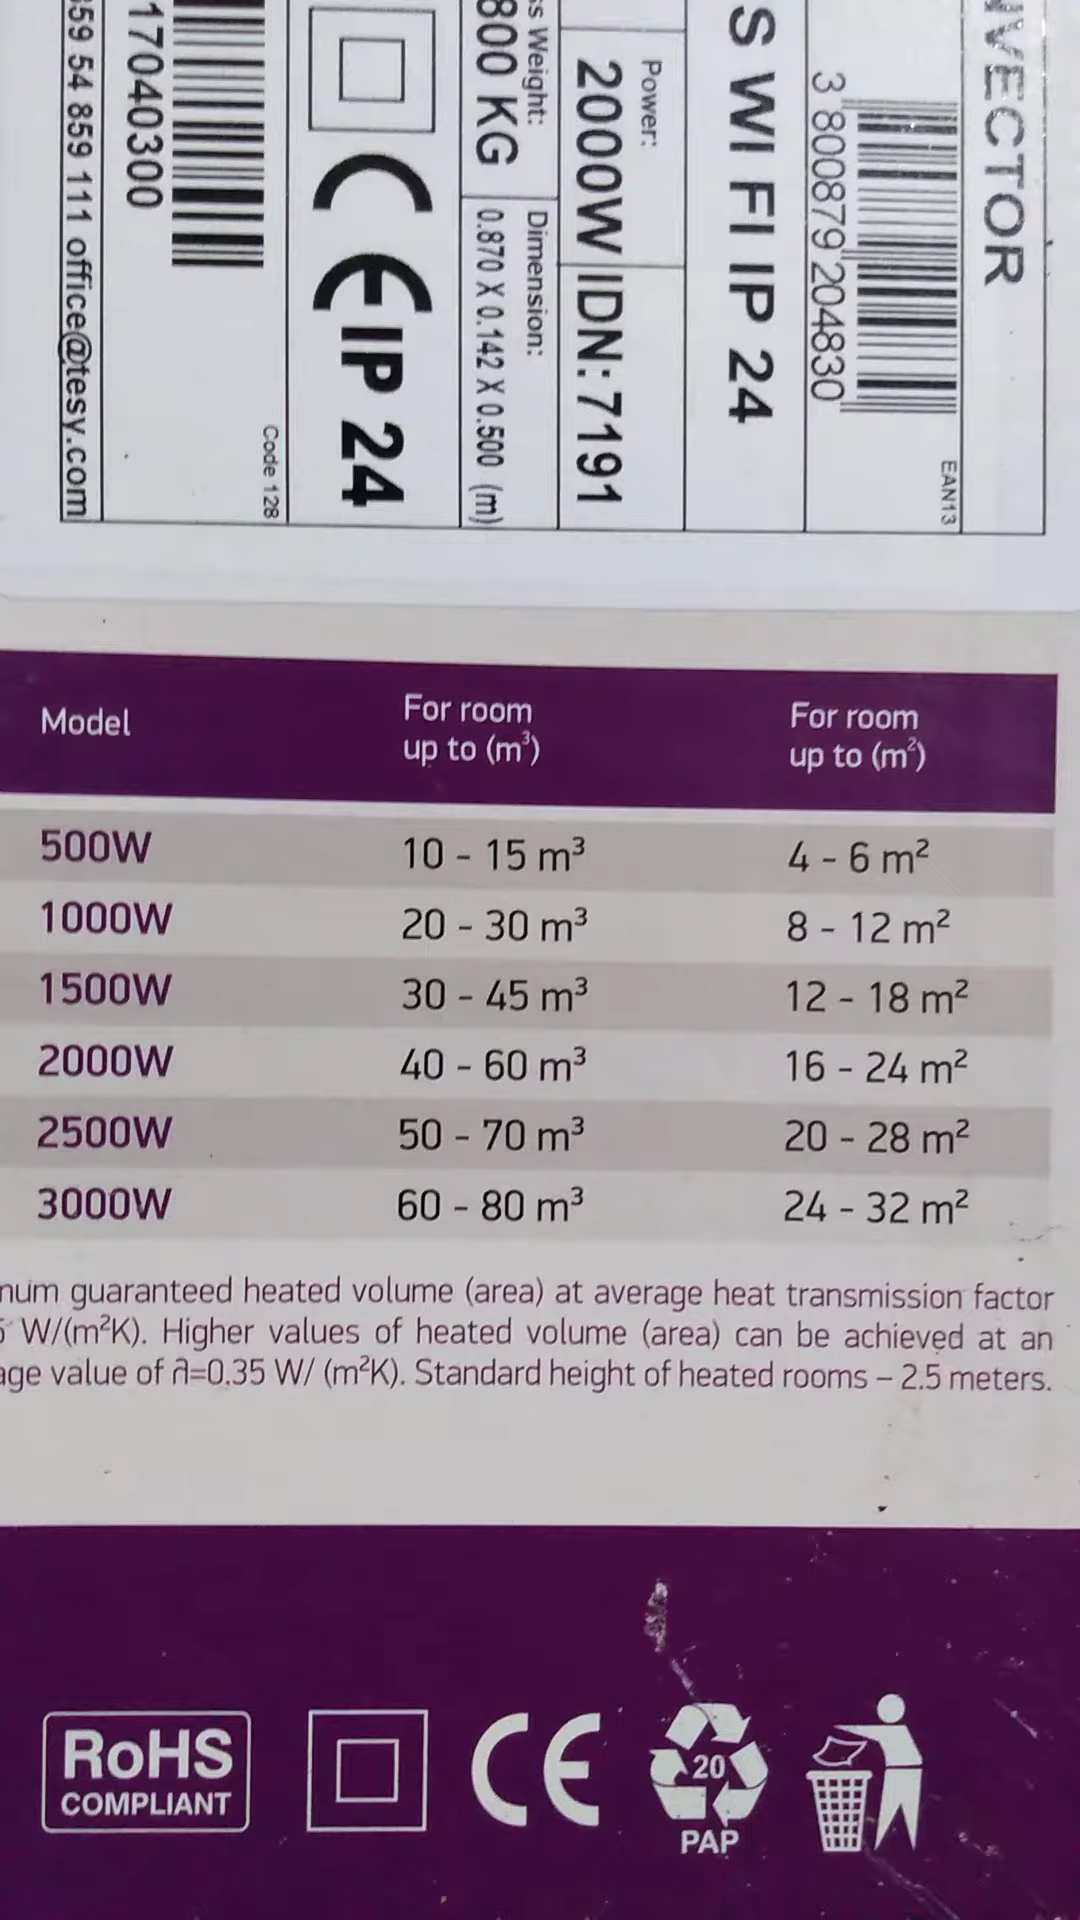 VECTOR
EAN13
3 800879 204830
S WI FI IP 24
Power:
2000W
IDN: 7191
Weight:
800 KG
Dimension:
0.870 X 0.142 X 0.500 (m)
CE IP 24
Code 128
17040300
859 54 859 111 office@tesy.com
Model
For room
up to (m³)
For room
up to (m²)
500W 10 - 15 m³ 4 - 6 m²
1000W 20 - 30 m³ 8 - 12 m²
1500W 30 - 45 m³ 12 - 18 m²
2000W 40 - 60 m³ 16 - 24 m²
2500W 50 - 70 m³ 20 - 28 m²
3000W 60 - 80 m³ 24 - 32 m²
guaranteed heated volume (area) at average heat transmission factor
W/(m²K). Higher values of heated volume (area) can be achieved at an
value of λ=0.35 W/ (m²K). Standard height of heated rooms – 2.5 meters.
RoHS
COMPLIANT
CE
20
PAP